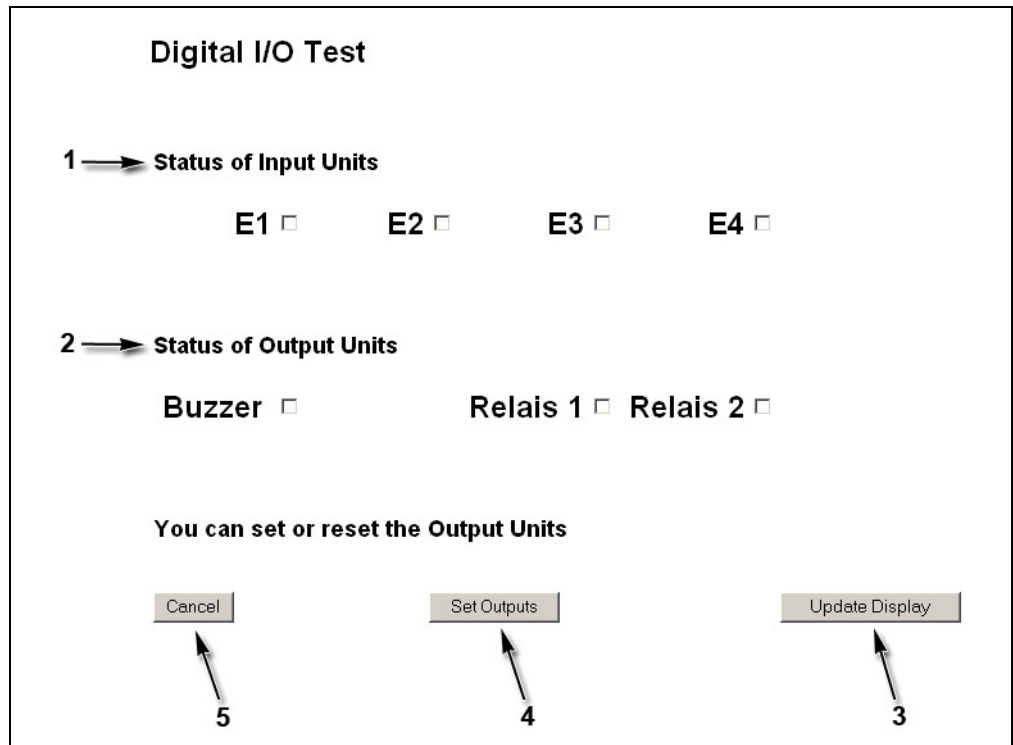 Digital I/O Test
1 Status of Input Units
E1 E2 E3 E4
2 Status of Output Units
Buzzer Relais 1 Relais 2
You can set or reset the Output Units
Cancel Set Outputs Update Display
5 4 3